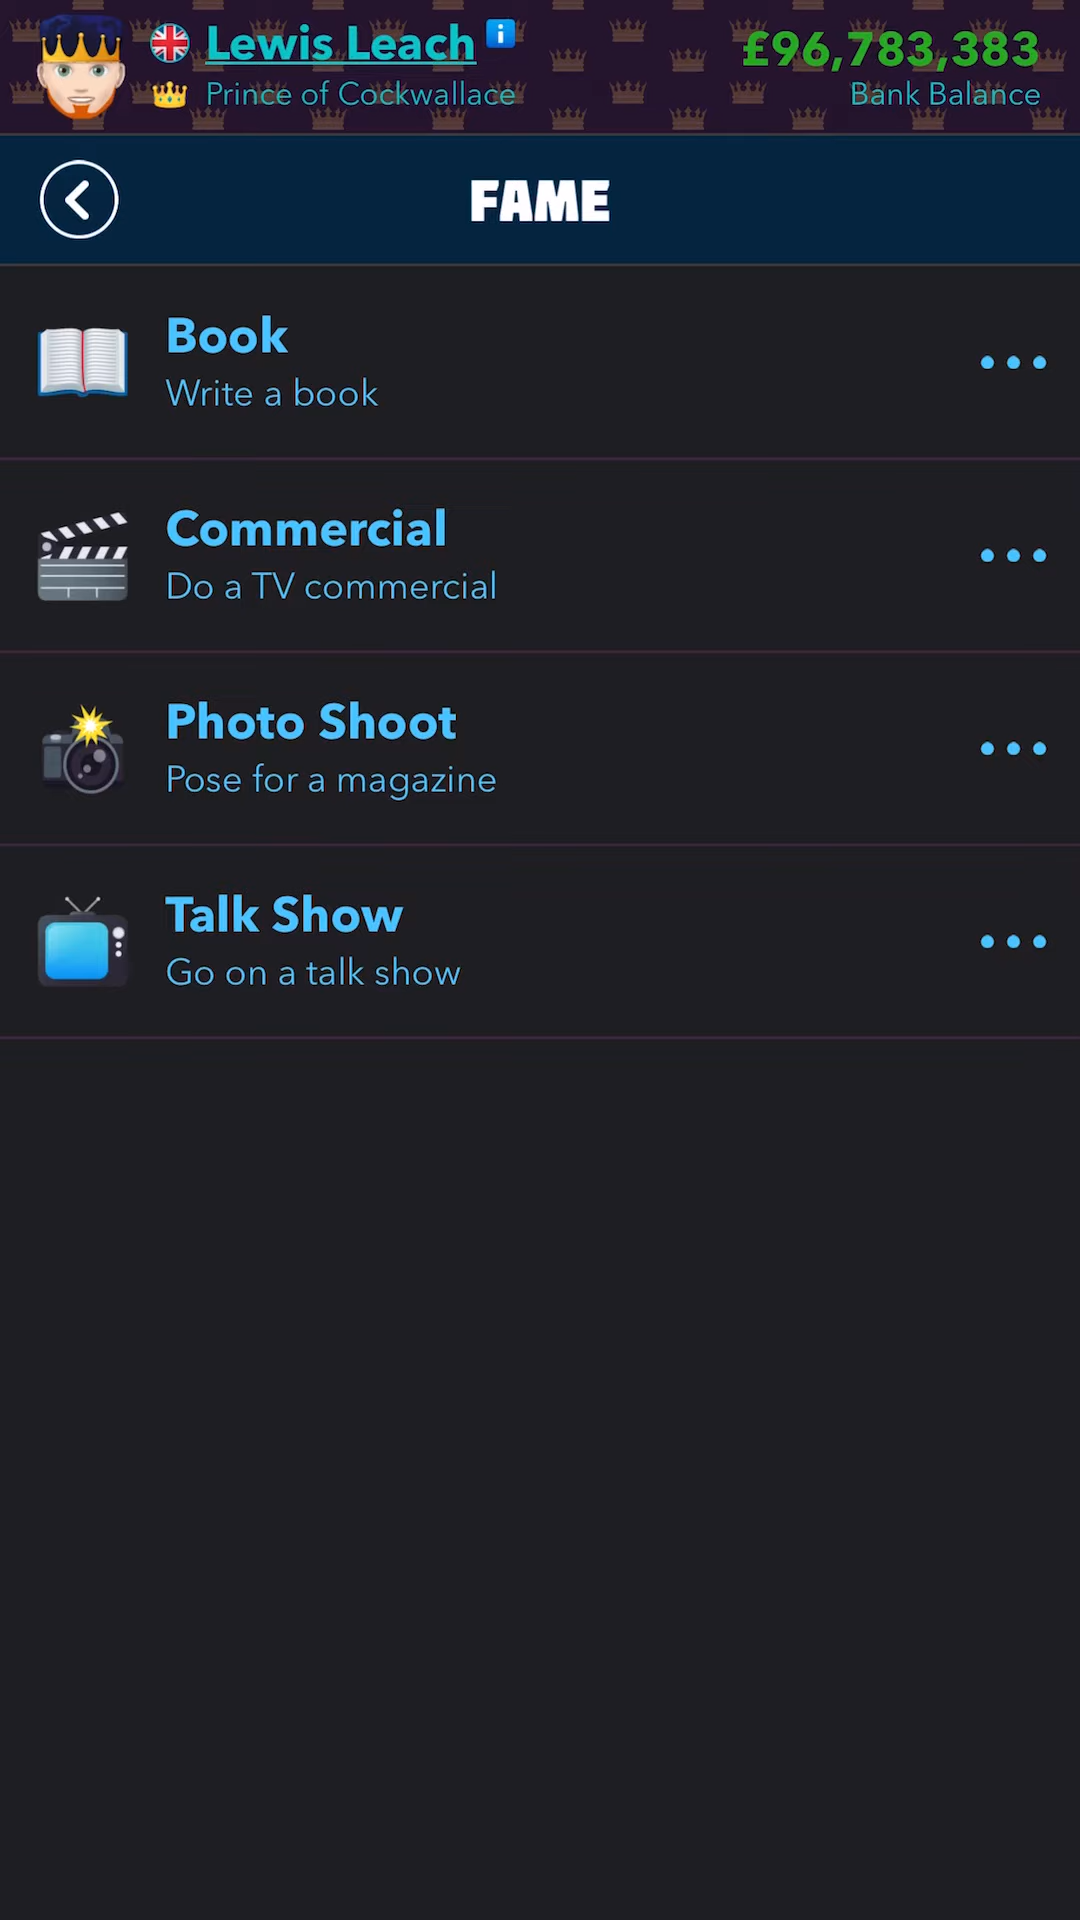 Lewis Leach
£96,783,383
Prince of Cockwallace
Bank Balance
FAME
Book
Write a book
Commercial
Do a TV commercial
Photo Shoot
Pose for a magazine
Talk Show
Go on a talk show